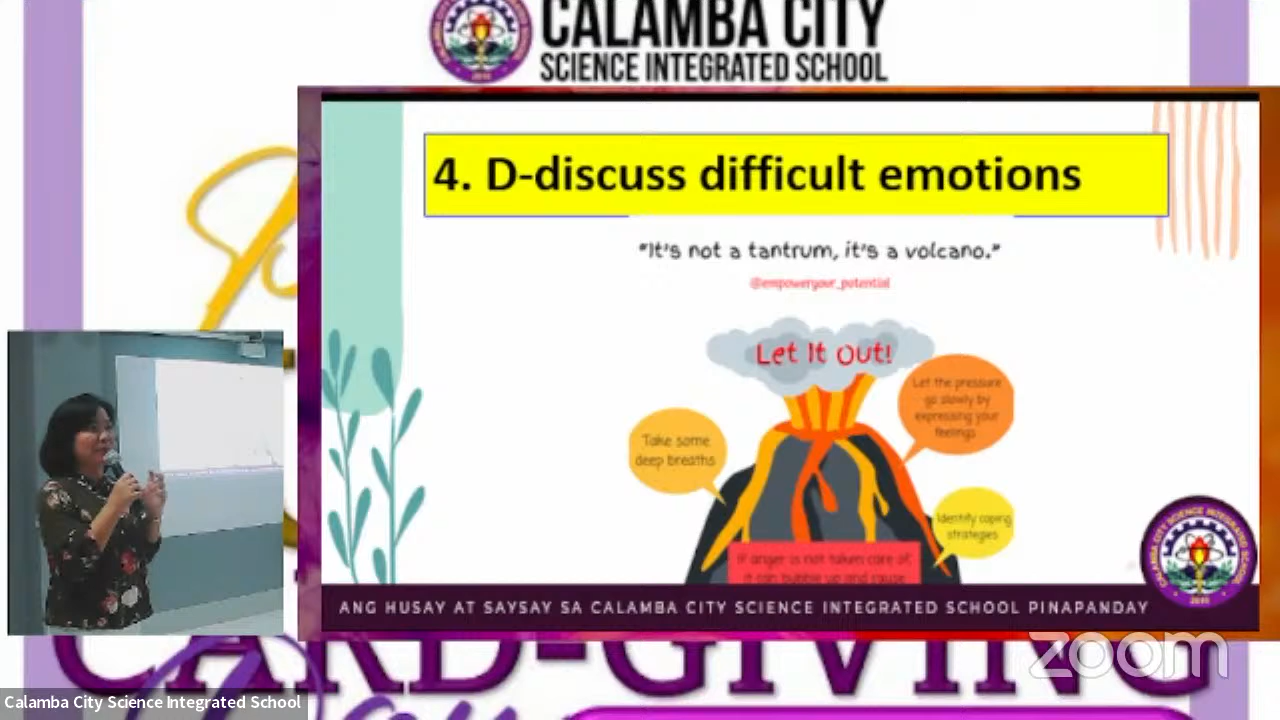 CALAMBA CITY
SCIENCE INTEGRATED SCHOOL
4. D-discuss difficult emotions
"It's not a tantrum, it's a volcano."
@empoweryour_potential
Let It Out!
Let the pressure
go slowly by
expressing your
feelings
Take some
deep breaths
Identify coping
strategies
If anger is not taken care of,
it can bubble up and cause
ANG HUSAY AT SAYSAY SA CALAMBA CITY SCIENCE INTEGRATED SCHOOL PINAPANDAY
CARD-GIVING
zoom
Calamba City Science Integrated School